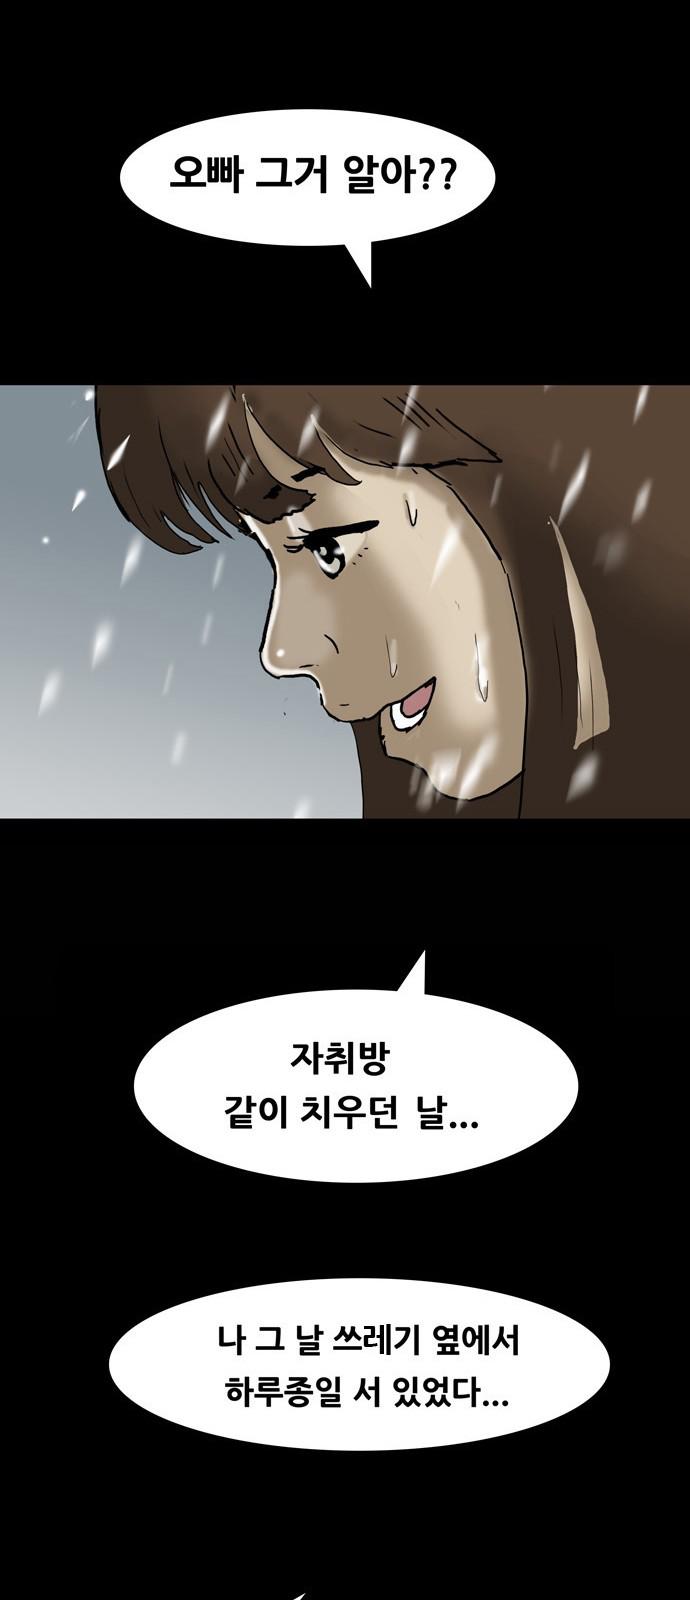 오빠 그거 알아??
자취방
같이 치우던 날...
나 그 날 쓰레기 옆에서
하루종일 서 있었다...